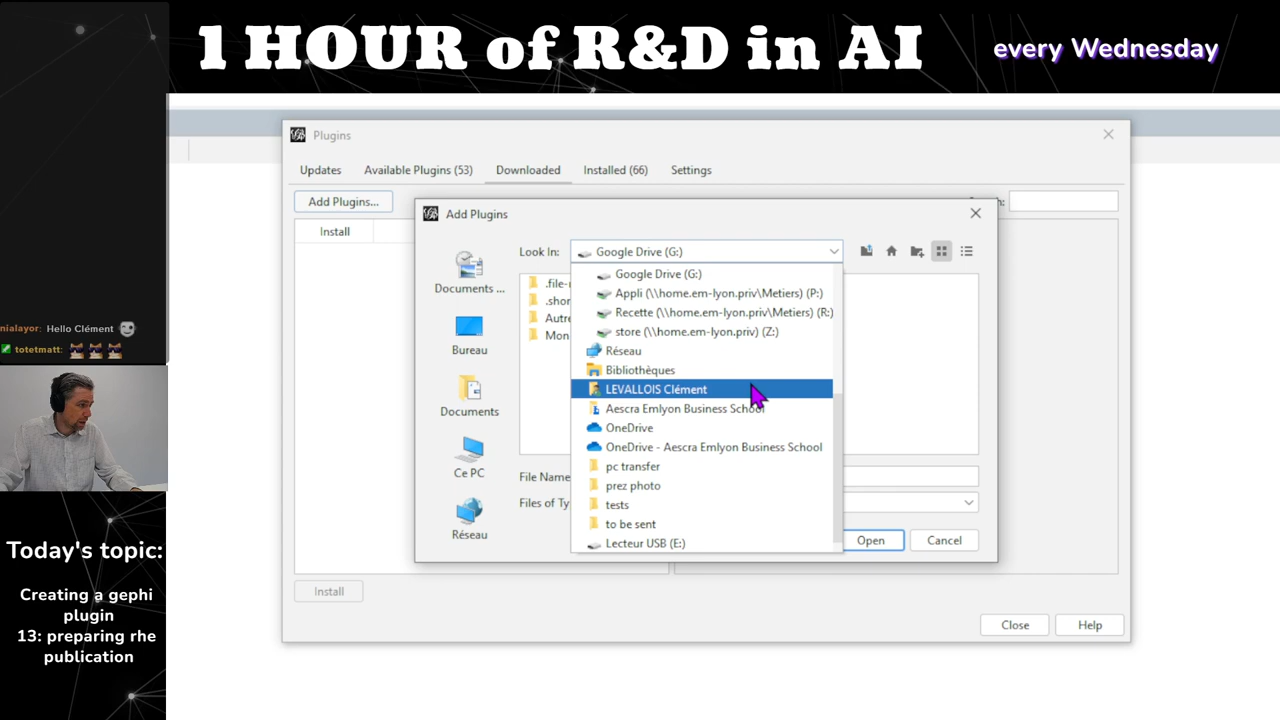 1 HOUR of R&D in AI
every Wednesday
Plugins
Updates
Available Plugins (53)
Downloaded
Installed (66)
Settings
Add Plugins...
Install
Add Plugins
Look In:
Google Drive (G:)
Documents ...
Bureau
Documents
Ce PC
Réseau
Autre
Mon
Google Drive (G:)
Appli (\\home.em-lyon.priv\Metiers) (P:)
Recette (\\home.em-lyon.priv\Metiers) (R:)
store (\\home.em-lyon.priv) (Z:)
Réseau
Bibliothèques
LEVALLOIS Clément
Aescra Emlyon Business School
OneDrive
OneDrive - Aescra Emlyon Business School
pc transfer
prez photo
tests
to be sent
Lecteur USB (E:)
File Name
Files of Ty
Open
Cancel
Install
Close
Help
nialayor: Hello Clément
totetmatt:
Today's topic:
Creating a gephi
plugin
13: preparing rhe
publication